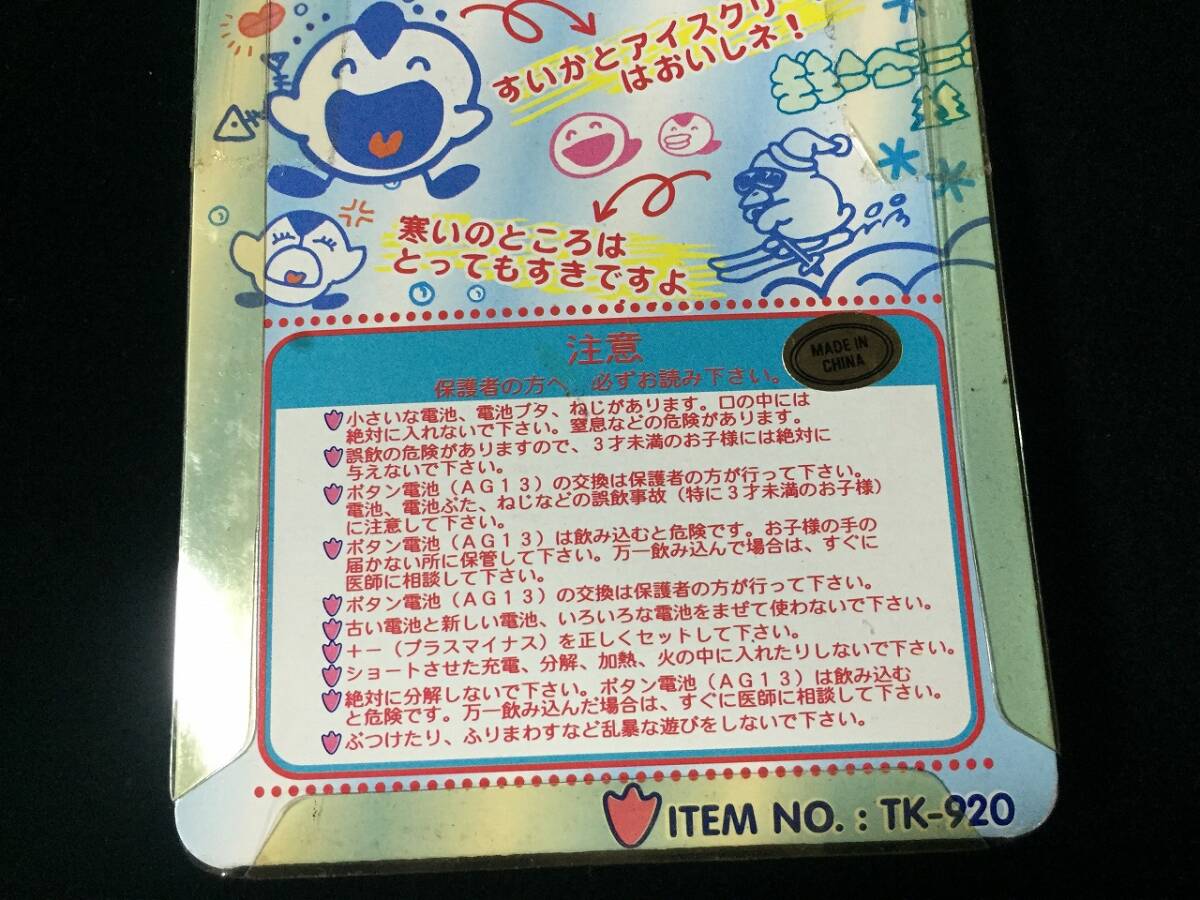 すいかとアイスクリー
はおいしネ!
寒いのところは
とってもすきですよ
注意
MADE IN
CHINA
保護者の方へ 必ずお読み下さい。
小さいな電池、電池ブタ、ねじがあります。口の中には
絶対に入れないで下さい。窒息などの危険があります。
誤飲の危険がありますので、3才未満のお子様には絶対に
与えないで下さい。
ボタン電池(AG13)の交換は保護者の方が行って下さい。
電池、電池ぶた、ねじなどの誤飲事故(特に3才未満のお子様)
に注意して下さい。
ボタン電池(AG13)は飲み込むと危険です。お子様の手の
届かない所に保管して下さい。万一飲み込んで場合は、すぐに
医師に相談して下さい。
ボタン電池(AG13)の交換は保護者の方が行って下さい。
古い電池と新しい電池、いろいろな電池をまぜて使わないで下さい。
+-(プラスマイナス)を正しくセットして下さい。
ショートさせた充電、分解、加熱、火の中に入れたりしないで下さい。
絶対に分解しないで下さい。ボタン電池(AG13)は飲み込む
と危険です。万一飲み込んだ場合は、すぐに医師に相談して下さい。
ぶつけたり、ふりまわすなど乱暴な遊びをしないで下さい。
ITEM NO. : TK-920